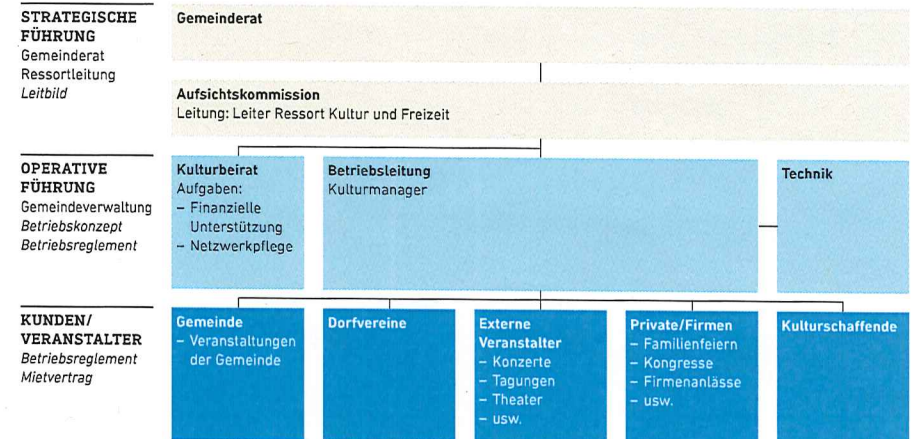 STRATEGISCHE
FÜHRUNG
Gemeinderat
Ressortleitung
Leitbild
Gemeinderat
Aufsichtskommission
Leitung: Leiter Ressort Kultur und Freizeit
OPERATIVE
FÜHRUNG
Gemeindeverwaltung
Betriebskonzept
Betriebsreglement
Kulturbeirat
Aufgaben:
– Finanzielle
Unterstützung
– Netzwerkpflege
Betriebsleitung
Kulturmanager
Technik
KUNDEN/
VERANSTALTER
Betriebsreglement
Mietvertrag
Gemeinde
– Veranstaltungen
der Gemeinde
Dorfvereine
Externe
Veranstalter
– Konzerte
– Tagungen
– Theater
– usw.
Private/Firmen
– Familienfeiern
– Kongresse
– Firmenanlässe
– usw.
Kulturschaffende